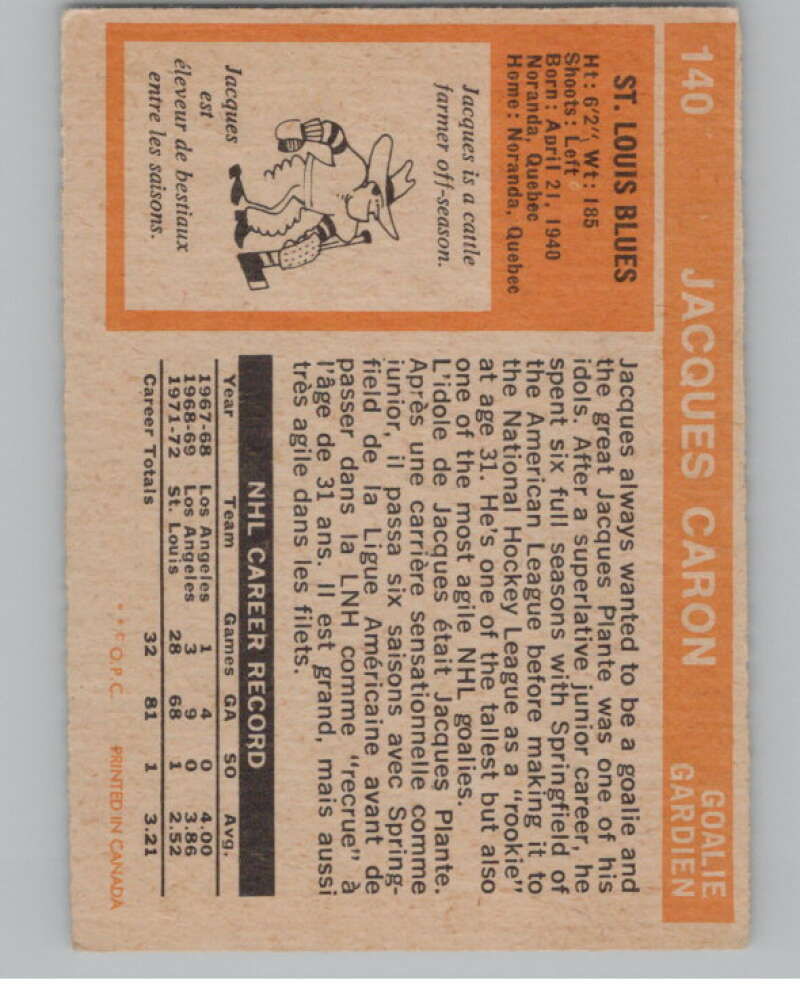 140 JACQUES CARON GOALIE
GARDIEN
ST. LOUIS BLUES
Ht: 6'2" Wt: 185
Shoots: Left
Born: April 21, 1940
Noranda, Quebec
Home: Noranda, Quebec
Jacques is a cattle
farmer off-season.
Jacques
est
éleveur de bestiaux
entre les saisons.
Jacques always wanted to be a goalie and
the great Jacques Plante was one of his
idols. After a superlative junior career, he
spent six full seasons with Springfield of
the American League before making it to
the National Hockey League as a "rookie"
at age 31. He's one of the tallest but also
one of the most agile NHL goalies.
L'idole de Jacques était Jacques Plante.
Après une carrière sensationnelle comme
junior, il passa six saisons avec Spring-
field de la Ligue Américaine avant de
passer dans la LNH comme "recrue" à
l'âge de 31 ans. Il est grand, mais aussi
très agile dans les filets.
NHL CAREER RECORD
Year Team Games GA SO Avg.
1967-68 Los Angeles 1 4 0 4.00
1968-69 Los Angeles 3 9 0 3.86
1971-72 St. Louis 28 68 1 2.52
Career Totals 32 81 1 3.21
* * © O.P.C. PRINTED IN CANADA